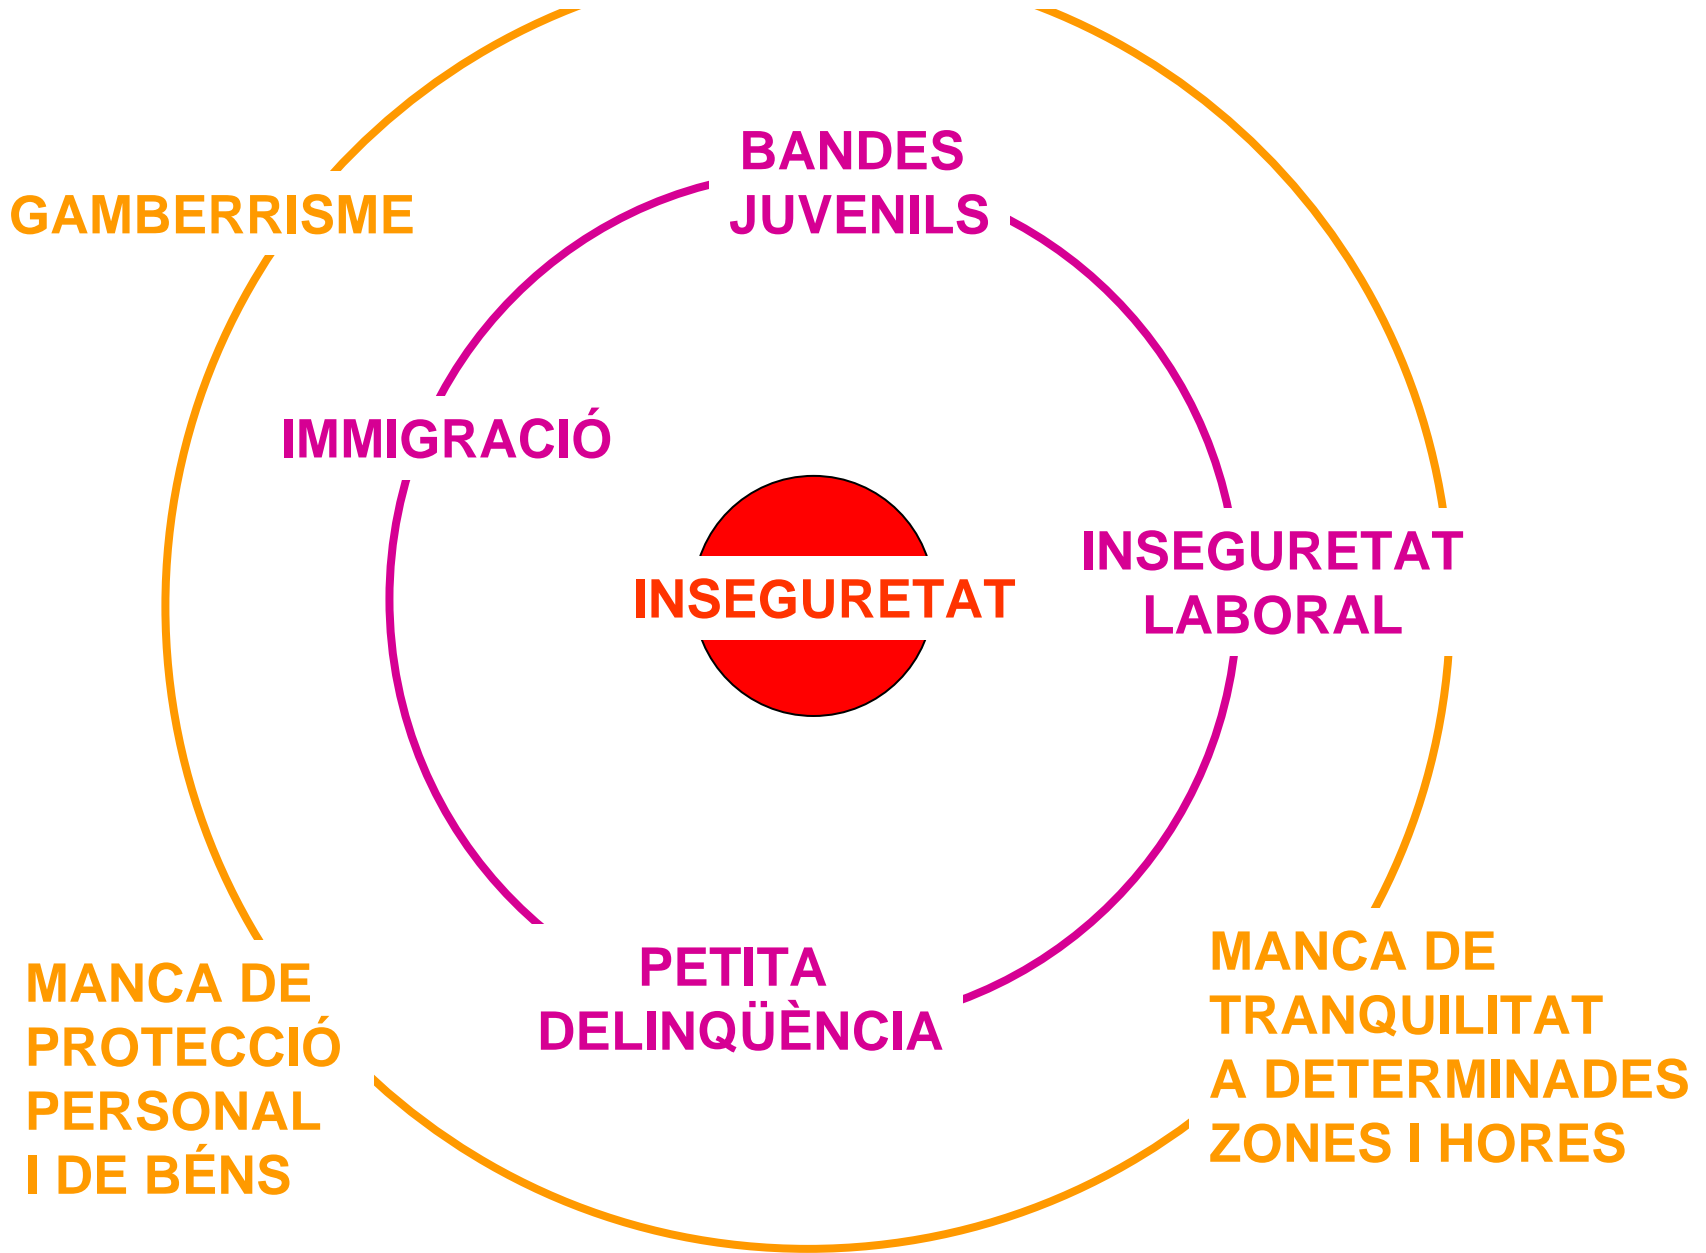 BANDES
JUVENILS
GAMBERRISME
IMMIGRACIÓ
INSEGURETAT
INSEGURETAT
LABORAL
PETITA
DELINQÜÈNCIA
MANCA DE
PROTECCIÓ
PERSONAL
I DE BÉNS
MANCA DE
TRANQUILITAT
A DETERMINADES
ZONES I HORES